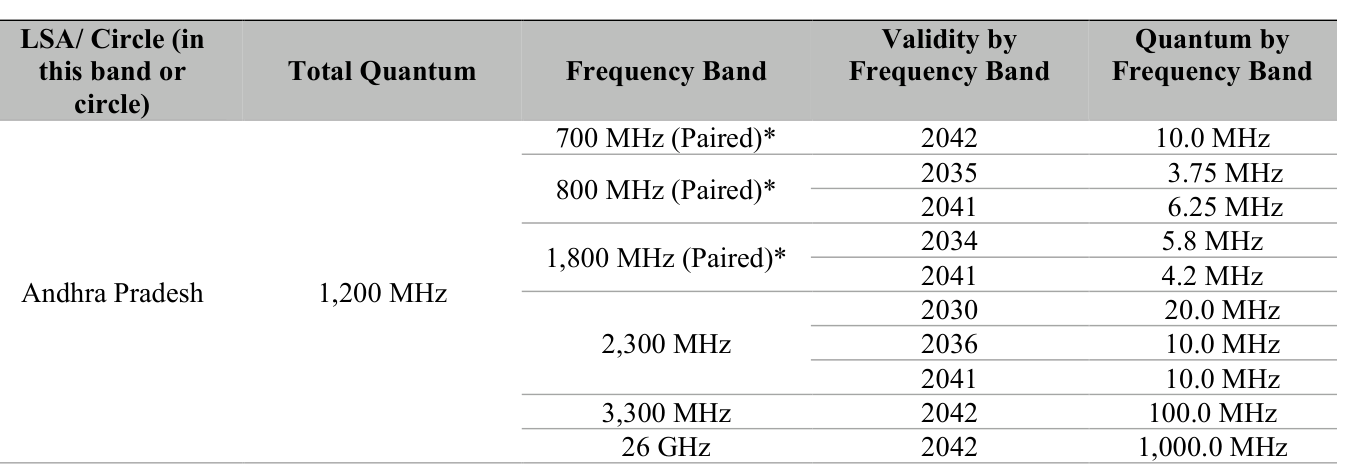 LSA/ Circle (in this band or circle) Total Quantum Frequency Band Validity by Frequency Band Quantum by Frequency Band
700 MHz (Paired)* 2042 10.0 MHz
800 MHz (Paired)* 2035 3.75 MHz
2041 6.25 MHz
1,800 MHz (Paired)* 2034 5.8 MHz
2041 4.2 MHz
Andhra Pradesh 1,200 MHz
2,300 MHz 2030 20.0 MHz
2036 10.0 MHz
2041 10.0 MHz
3,300 MHz 2042 100.0 MHz
26 GHz 2042 1,000.0 MHz